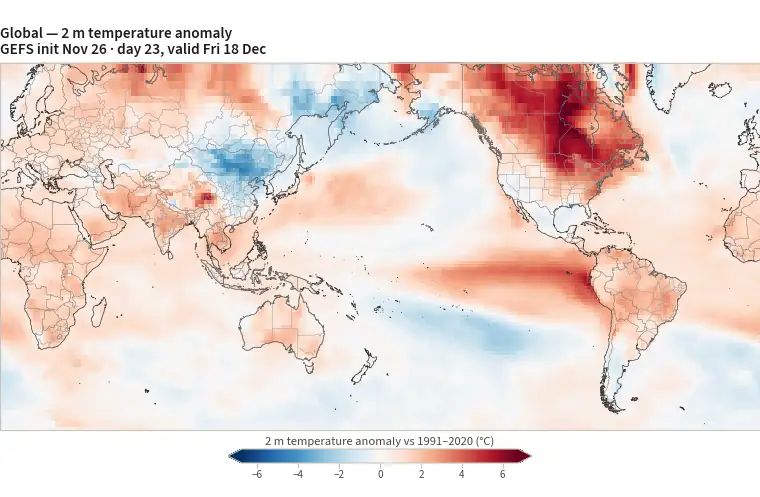 Global — 2 m temperature anomaly
GEFS init Nov 26 · day 23, valid Fri 18 Dec
2 m temperature anomaly vs 1991–2020 (°C)
−6 −4 −2 0 2 4 6